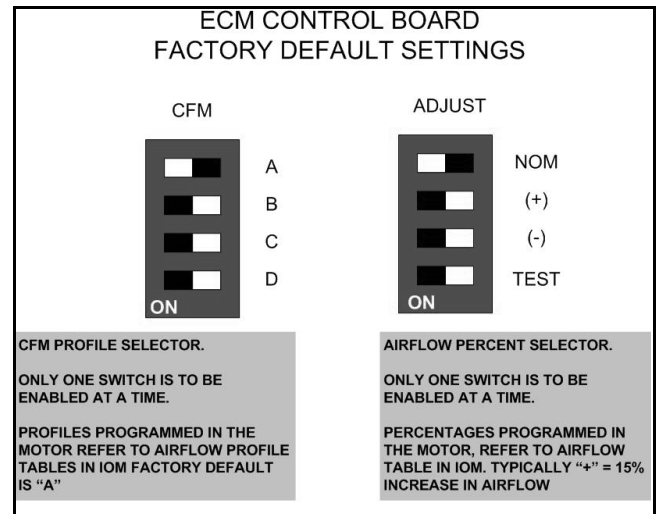 ECM CONTROL BOARD
FACTORY DEFAULT SETTINGS
CFM
A
B
C
D
ON
CFM PROFILE SELECTOR.
ONLY ONE SWITCH IS TO BE
ENABLED AT A TIME.
PROFILES PROGRAMMED IN THE
MOTOR REFER TO AIRFLOW PROFILE
TABLES IN IOM FACTORY DEFAULT
IS “A”
ADJUST
NOM
(+)
(-)
TEST
ON
AIRFLOW PERCENT SELECTOR.
ONLY ONE SWITCH IS TO BE
ENABLED AT A TIME.
PERCENTAGES PROGRAMMED IN
THE MOTOR, REFER TO AIRFLOW
TABLE IN IOM. TYPICALLY “+” = 15%
INCREASE IN AIRFLOW